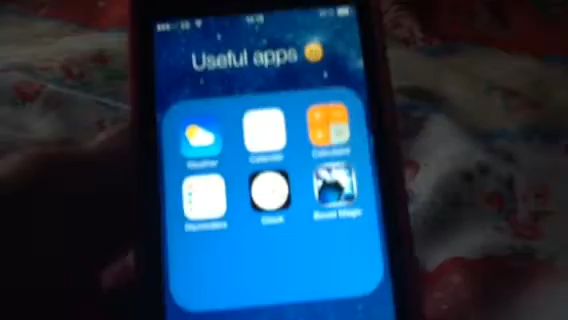 Useful apps 😊
Weather
Calendar
Calculator
Reminders
Clock